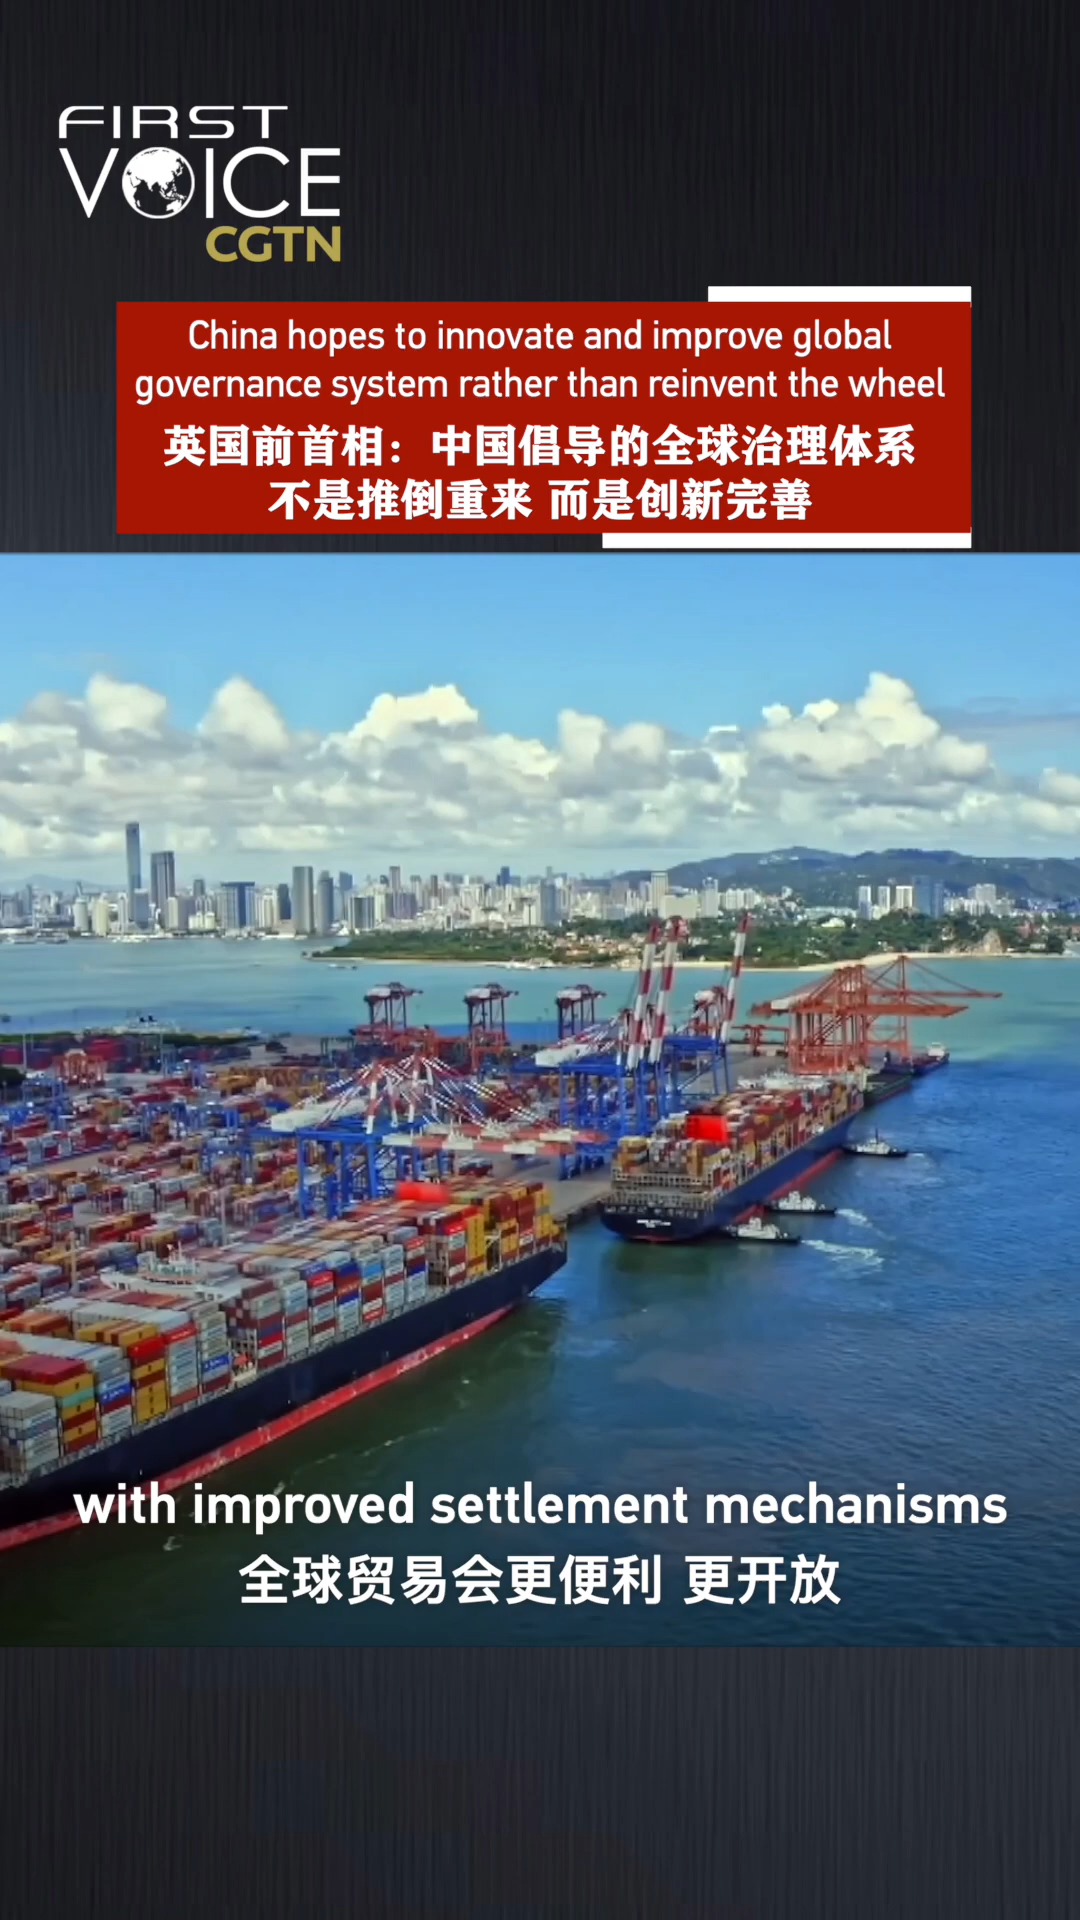 FIRST
VOICE
CGTN
China hopes to innovate and improve global
governance system rather than reinvent the wheel
英国前首相：中国倡导的全球治理体系
不是推倒重来 而是创新完善
with improved settlement mechanisms
全球贸易会更便利 更开放